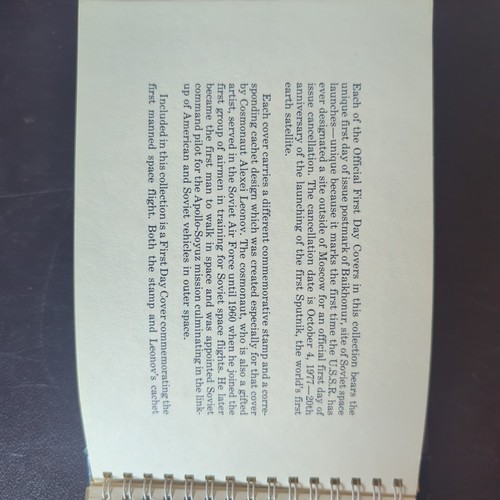 Each of the Official First Day Covers in this collection bears the
unique first day of issue postmark of Baikhonur, site of Soviet space
launches—unique because it marks the first time the U.S.S.R. has
ever designated a site outside of Moscow for an official first day of
issue cancellation. The cancellation date is October 4, 1977—20th
anniversary of the launching of the first Sputnik, the world's first
earth satellite.
Each cover carries a different commemorative stamp and a corre-
sponding cachet design which was created especially for that cover
by Cosmonaut Alexei Leonov. The cosmonaut, who is also a gifted
artist, served in the Soviet Air Force until 1960 when he joined the
first group of airmen in training for Soviet space flights. He later
became the first man to walk in space and was appointed Soviet
command pilot for the Apollo-Soyuz mission culminating in the link-
up of American and Soviet vehicles in outer space.
Included in this collection is a First Day Cover commemorating the
first manned space flight. Both the stamp and Leonov's cachet